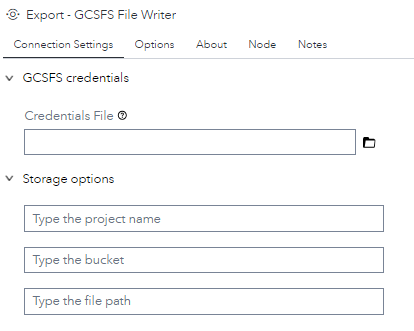 Export - GCSFS File Writer
Connection Settings Options About Node Notes
GCSFS credentials
Credentials File
Storage options
Type the project name
Type the bucket
Type the file path